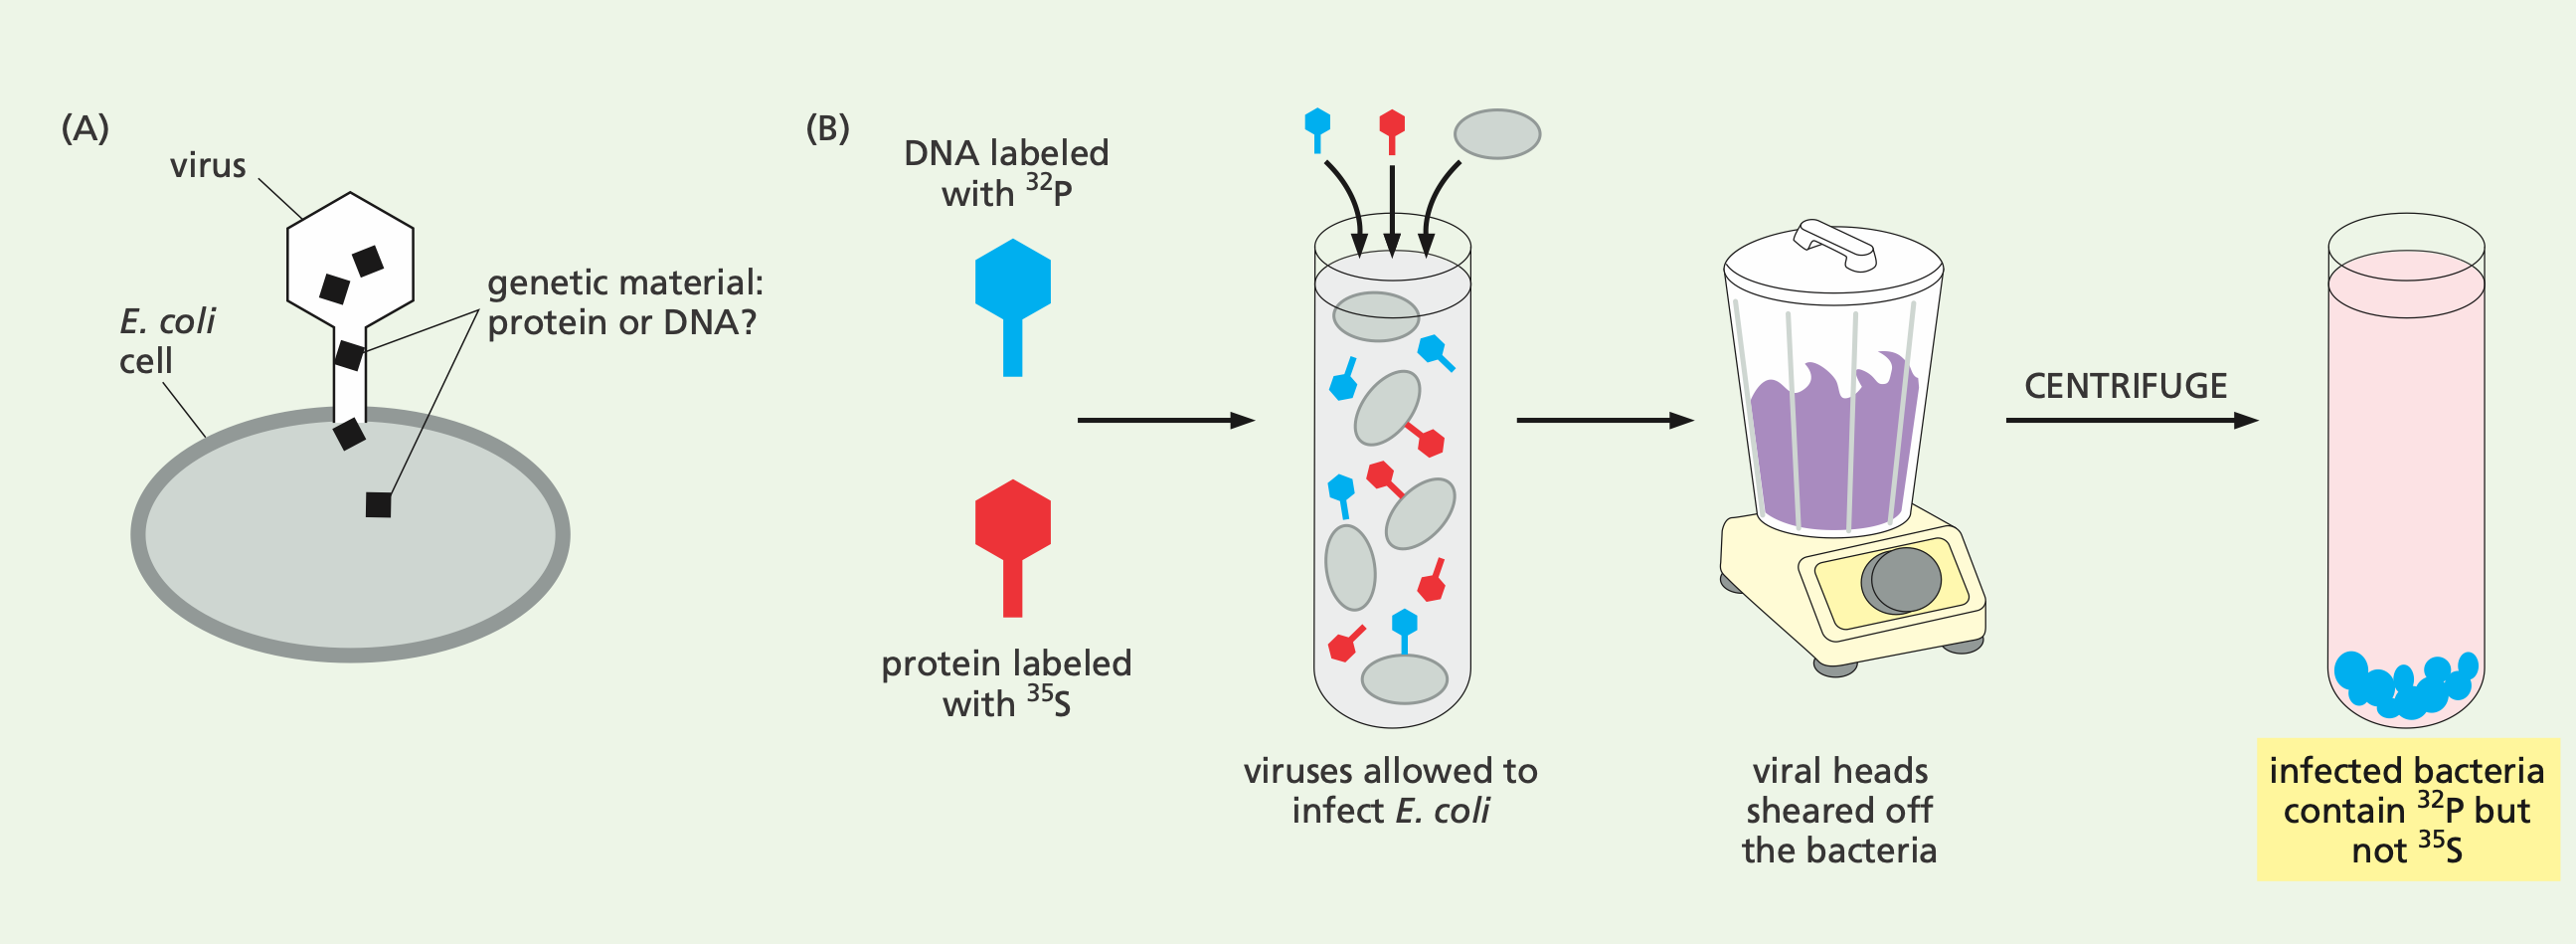 (A)
virus
E. coli
cell
genetic material:
protein or DNA?
(B)
DNA labeled
with ³²P
protein labeled
with ³⁵S
viruses allowed to
infect E. coli
viral heads
sheared off
the bacteria
CENTRIFUGE
infected bacteria
contain ³²P but
not ³⁵S